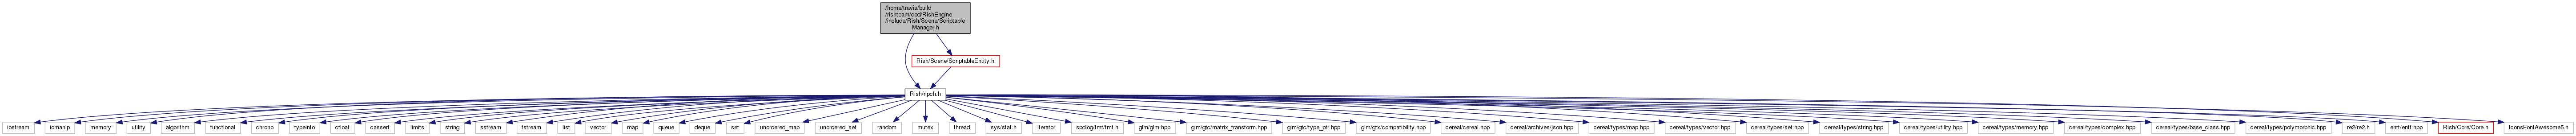 /home/travis/build
/rishteam/dod/RishEngine
/include/Rish/Scene/Scriptable
Manager.h
Rish/Scene/ScriptableEntity.h
Rish/rlpch.h
iostream
iomanip
memory
utility
algorithm
functional
chrono
typeinfo
cfloat
cassert
limits
string
sstream
fstream
list
vector
map
queue
deque
set
unordered_map
unordered_set
random
mutex
thread
sys/stat.h
iterator
spdlog/fmt/fmt.h
glm/glm.hpp
glm/gtc/matrix_transform.hpp
glm/gtc/type_ptr.hpp
glm/gtx/compatibility.hpp
cereal/cereal.hpp
cereal/archives/json.hpp
cereal/types/map.hpp
cereal/types/vector.hpp
cereal/types/set.hpp
cereal/types/string.hpp
cereal/types/utility.hpp
cereal/types/memory.hpp
cereal/types/complex.hpp
cereal/types/base_class.hpp
cereal/types/polymorphic.hpp
re2/re2.h
entt/entt.hpp
Rish/Core/Core.h
IconsFontAwesome5.h